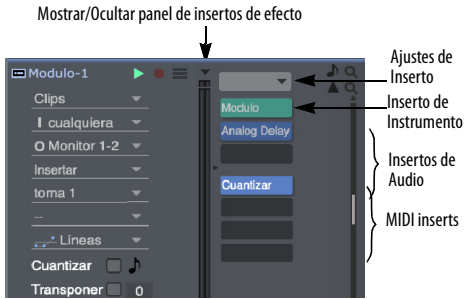 Mostrar/Ocultar panel de insertos de efecto
Modulo-1
Clips
I cualquiera
O Monitor 1-2
Insertar
toma 1
--
Líneas
Cuantizar
Transponer 0
Modulo
Analog Delay
Cuantizar
Ajustes de
Inserto
Inserto de
Instrumento
Insertos de
Audio
MIDI inserts